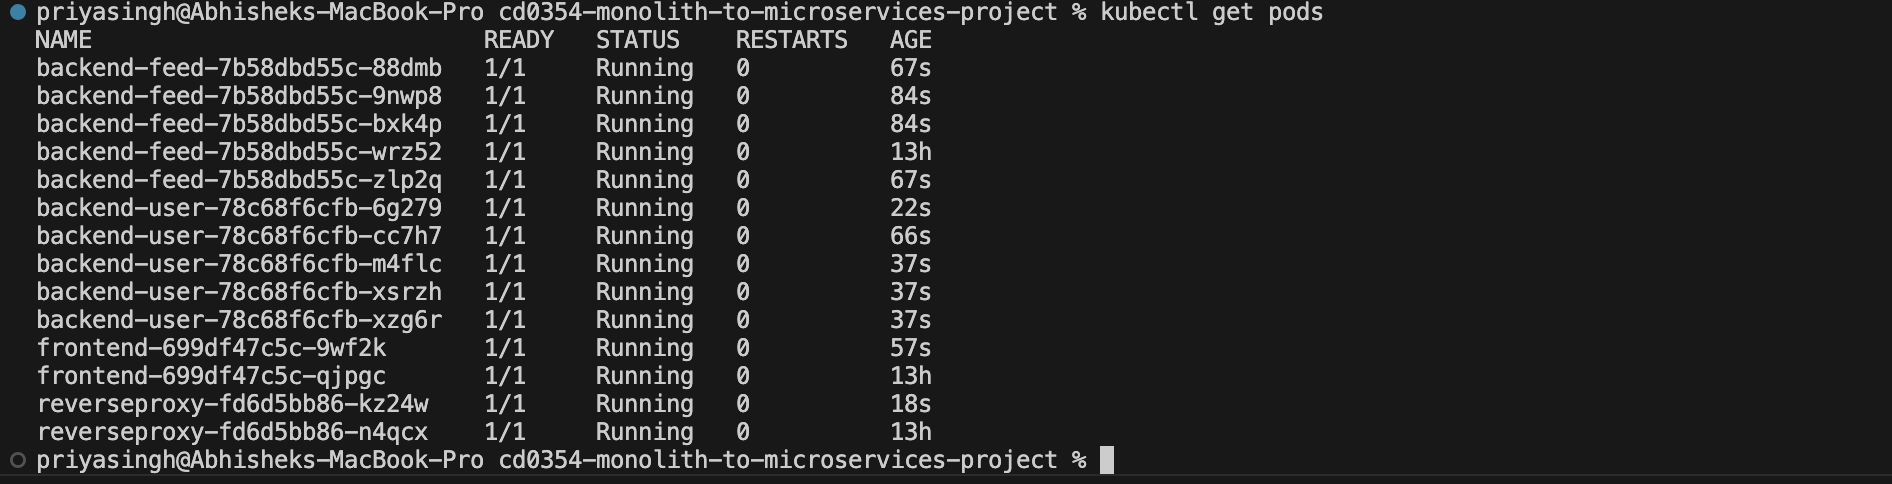 priyasingh@Abhisheks-MacBook-Pro cd0354-monolith-to-microservices-project % kubectl get pods
NAME READY STATUS RESTARTS AGE
backend-feed-7b58dbd55c-88dmb 1/1 Running 0 67s
backend-feed-7b58dbd55c-9nwp8 1/1 Running 0 84s
backend-feed-7b58dbd55c-bxk4p 1/1 Running 0 84s
backend-feed-7b58dbd55c-wrz52 1/1 Running 0 13h
backend-feed-7b58dbd55c-zlp2q 1/1 Running 0 67s
backend-user-78c68f6cfb-6g279 1/1 Running 0 22s
backend-user-78c68f6cfb-cc7h7 1/1 Running 0 66s
backend-user-78c68f6cfb-m4flc 1/1 Running 0 37s
backend-user-78c68f6cfb-xsrzh 1/1 Running 0 37s
backend-user-78c68f6cfb-xzg6r 1/1 Running 0 37s
frontend-699df47c5c-9wf2k 1/1 Running 0 57s
frontend-699df47c5c-qjpgc 1/1 Running 0 13h
reverseproxy-fd6d5bb86-kz24w 1/1 Running 0 18s
reverseproxy-fd6d5bb86-n4qcx 1/1 Running 0 13h
priyasingh@Abhisheks-MacBook-Pro cd0354-monolith-to-microservices-project %